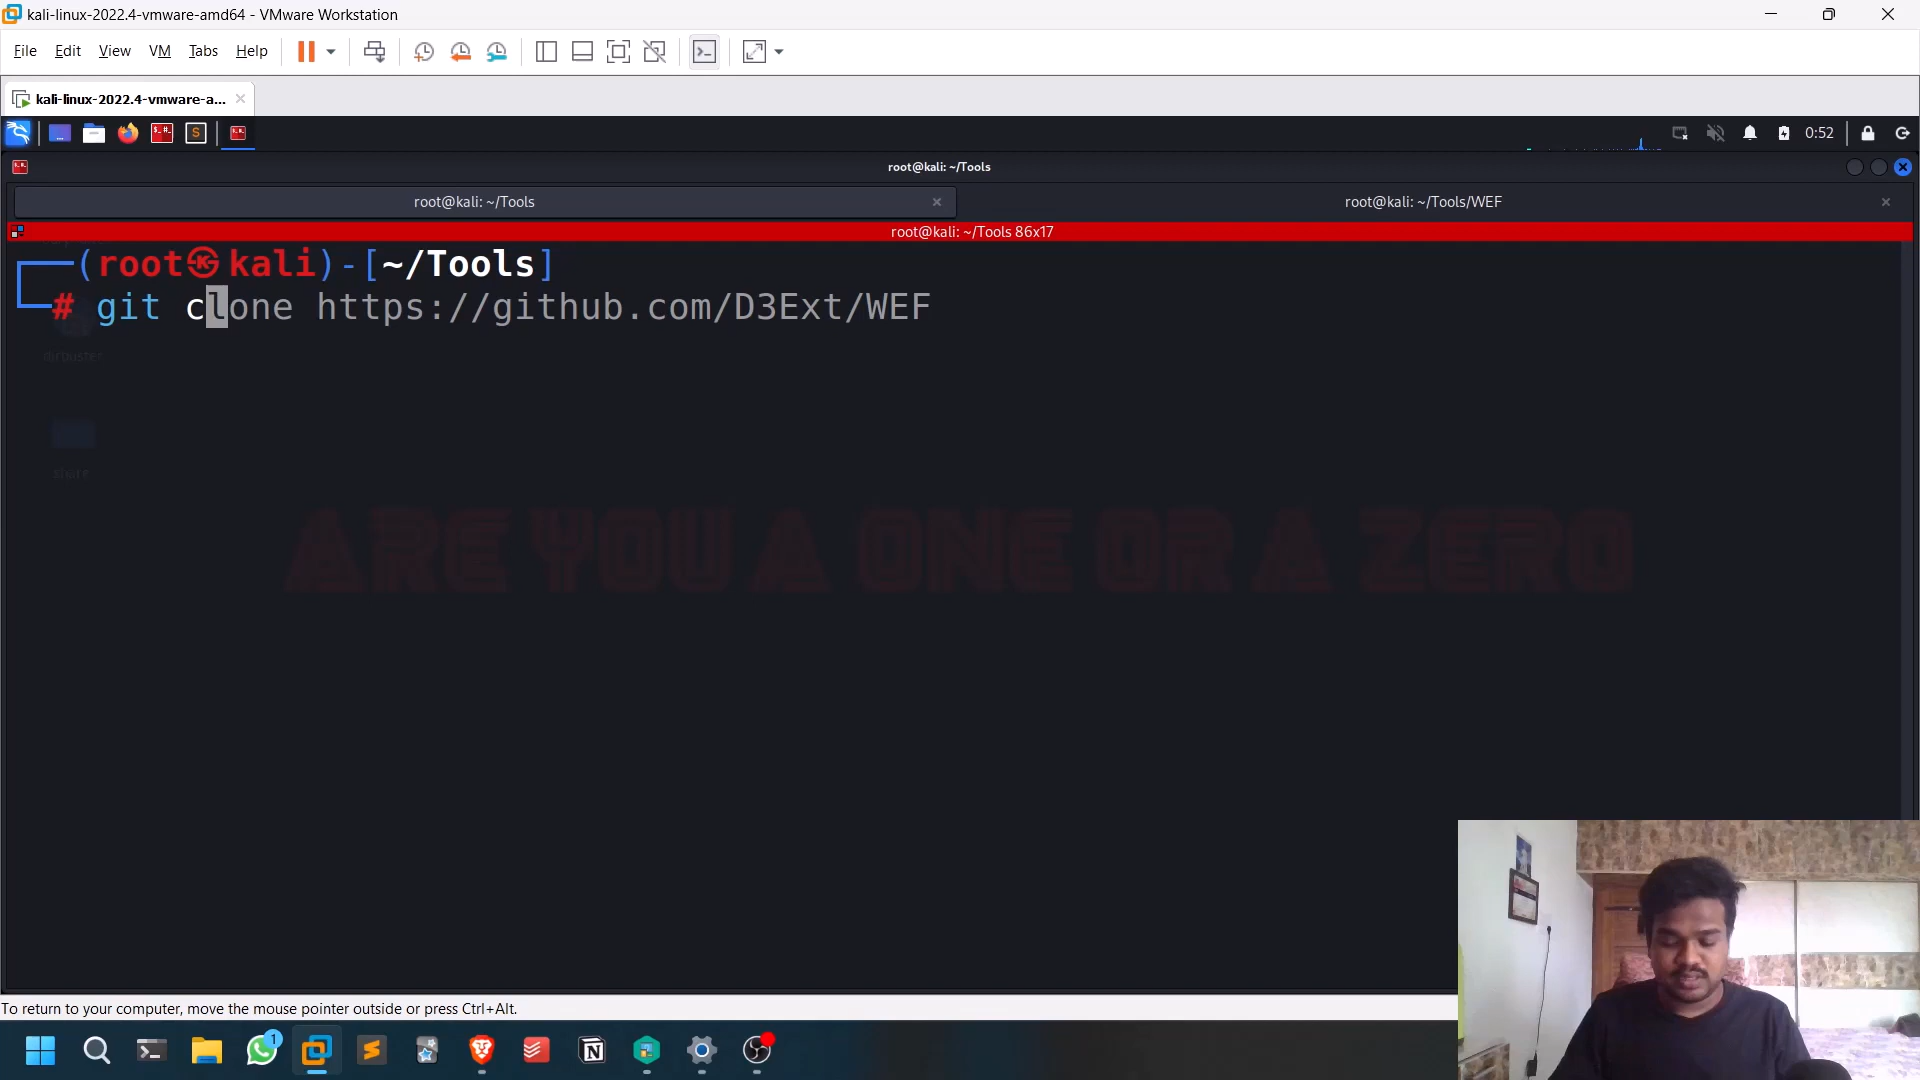 kali-linux-2022.4-vmware-amd64 - VMware Workstation
File Edit View VM Tabs Help
kali-linux-2022.4-vmware-a...
0:52
root@kali: ~/Tools
root@kali: ~/Tools
root@kali: ~/Tools/WEF
root@kali: ~/Tools 86x17
(root㉿kali)-[~/Tools]
# git clone https://github.com/D3Ext/WEF
dirbuster
share
ARE YOU A ONE OR A ZERO
To return to your computer, move the mouse pointer outside or press Ctrl+Alt.
1